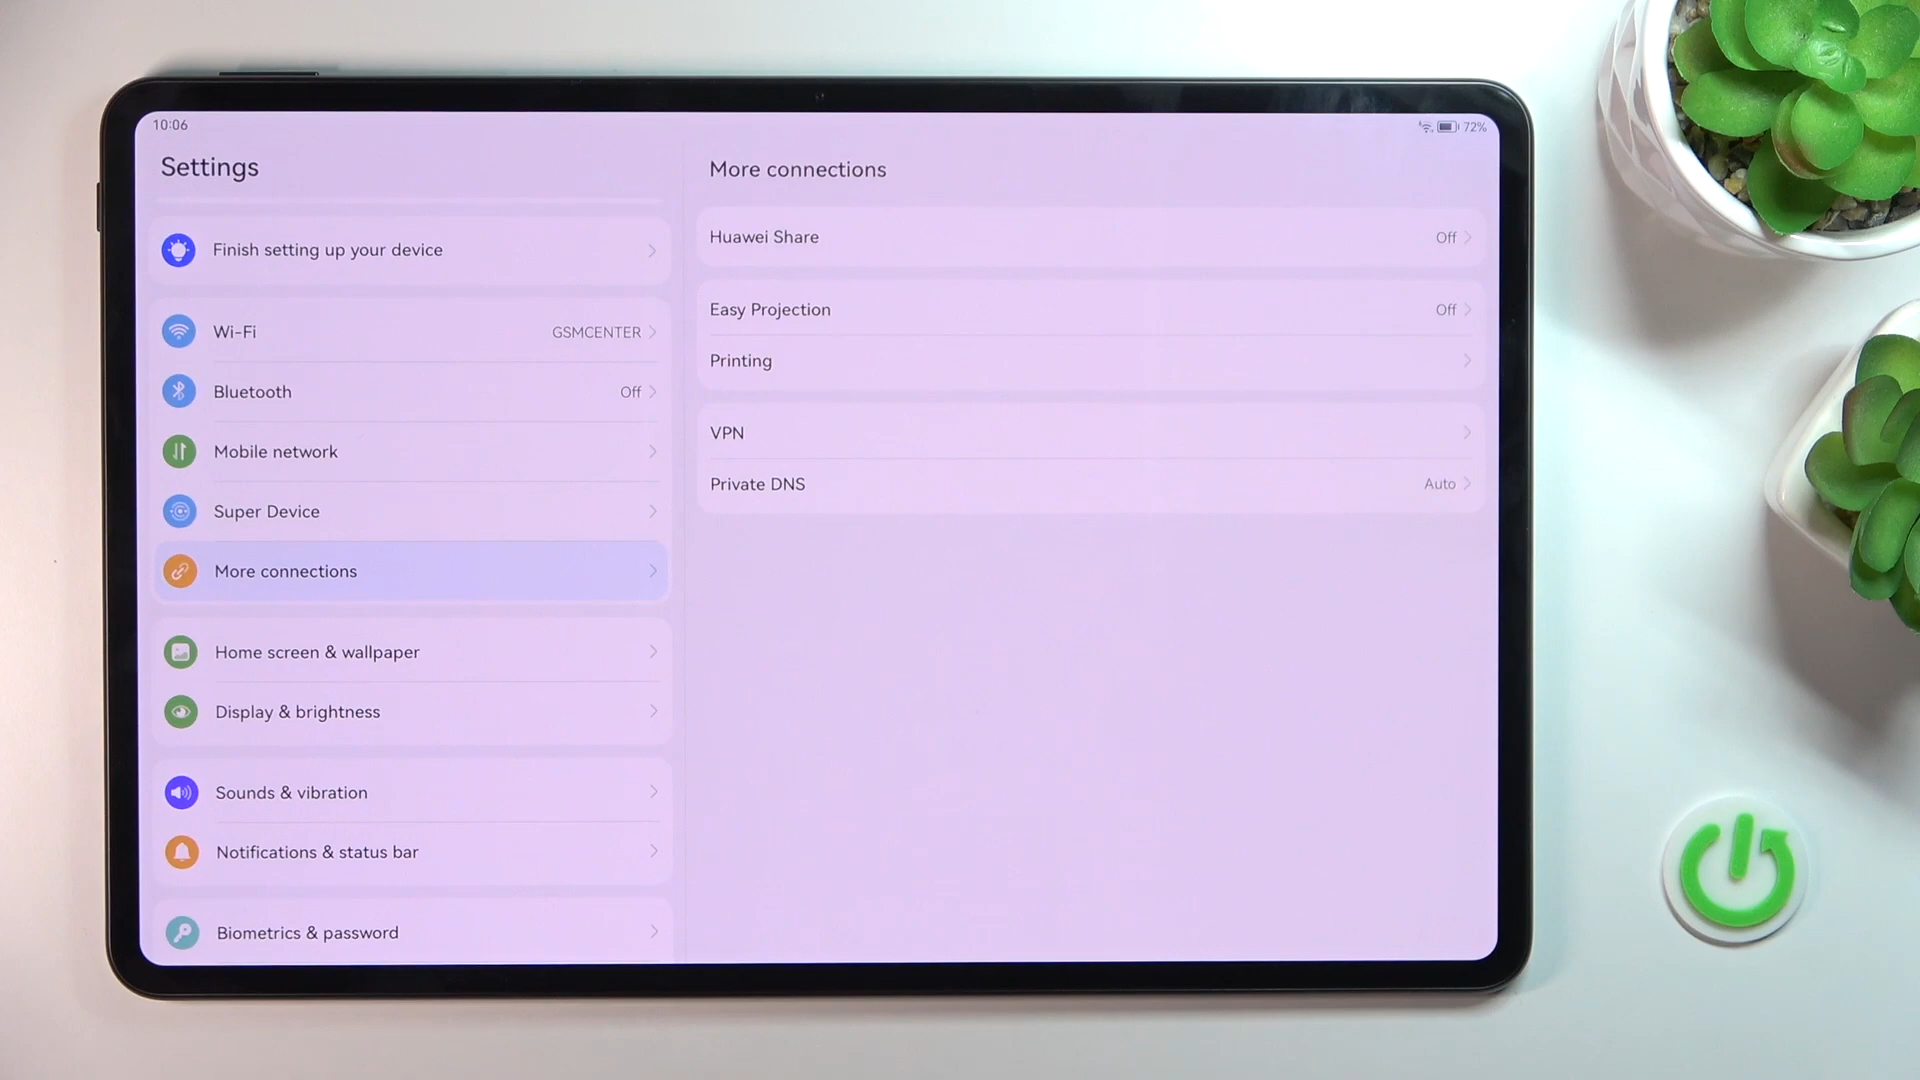 10:06
72%
Settings
Finish setting up your device
Wi-Fi GSMCENTER
Bluetooth Off
Mobile network
Super Device
More connections
Home screen & wallpaper
Display & brightness
Sounds & vibration
Notifications & status bar
Biometrics & password
More connections
Huawei Share Off
Easy Projection Off
Printing
VPN
Private DNS Auto